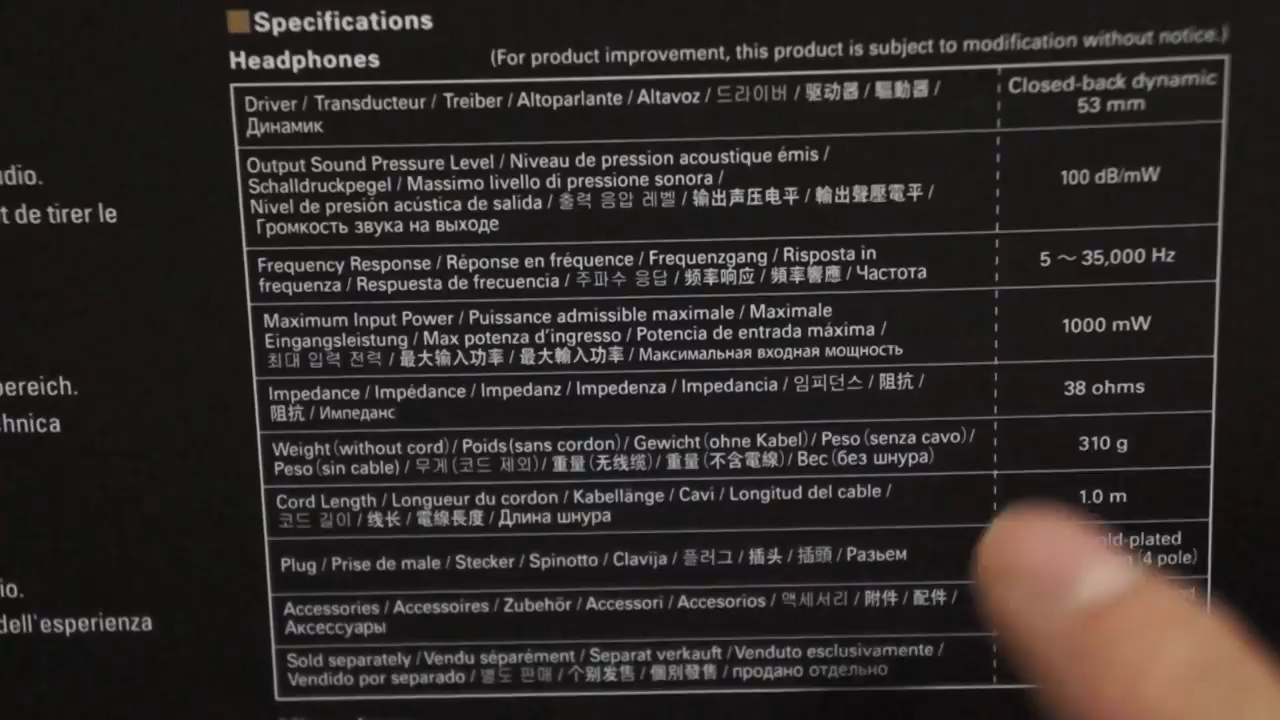 Specifications
Headphones (For product improvement, this product is subject to modification without notice.)
Driver / Transducteur / Treiber / Altoparlante / Altavoz / 드라이버 / 驱动器 / 驅動器 /
Динамик
Closed-back dynamic
53 mm
udio.
t de tirer le
Output Sound Pressure Level / Niveau de pression acoustique émis /
Schalldruckpegel / Massimo livello di pressione sonora /
Nivel de presión acústica de salida / 출력 음압 레벨 / 输出声压电平 / 輸出聲壓電平 /
Громкость звука на выходе
100 dB/mW
Frequency Response / Réponse en fréquence / Frequenzgang / Risposta in
frequenza / Respuesta de frecuencia / 주파수 응답 / 频率响应 / 頻率響應 / Частота
5 ～ 35,000 Hz
Maximum Input Power / Puissance admissible maximale / Maximale
Eingangsleistung / Max potenza d'ingresso / Potencia de entrada máxima /
최대 입력 전력 / 最大输入功率 / 最大輸入功率 / Максимальная входная мощность
1000 mW
bereich.
hnica
Impedance / Impédance / Impedanz / Impedenza / Impedancia / 임피던스 / 阻抗 /
阻抗 / Импеданс
38 ohms
Weight (without cord) / Poids (sans cordon) / Gewicht (ohne Kabel) / Peso (senza cavo) /
Peso (sin cable) / 무게 (코드 제외) / 重量 (无线缆) / 重量 (不含電線) / Вес (без шнура)
310 g
Cord Length / Longueur du cordon / Kabellänge / Cavi / Longitud del cable /
코드 길이 / 线长 / 電線長度 / Длина шнура
1.0 m
Plug / Prise de male / Stecker / Spinotto / Clavija / 플러그 / 插头 / 插頭 / Разьем
ld-plated
(4 pole)
io.
dell'esperienza
Accessories / Accessoires / Zubehör / Accessori / Accesorios / 액세서리 / 附件 / 配件 /
Аксессуары
Sold separately / Vendu séparément / Separat verkauft / Venduto esclusivamente /
Vendido por separado / 별도 판매 / 个别发售 / 個別發售 / продано отдельно